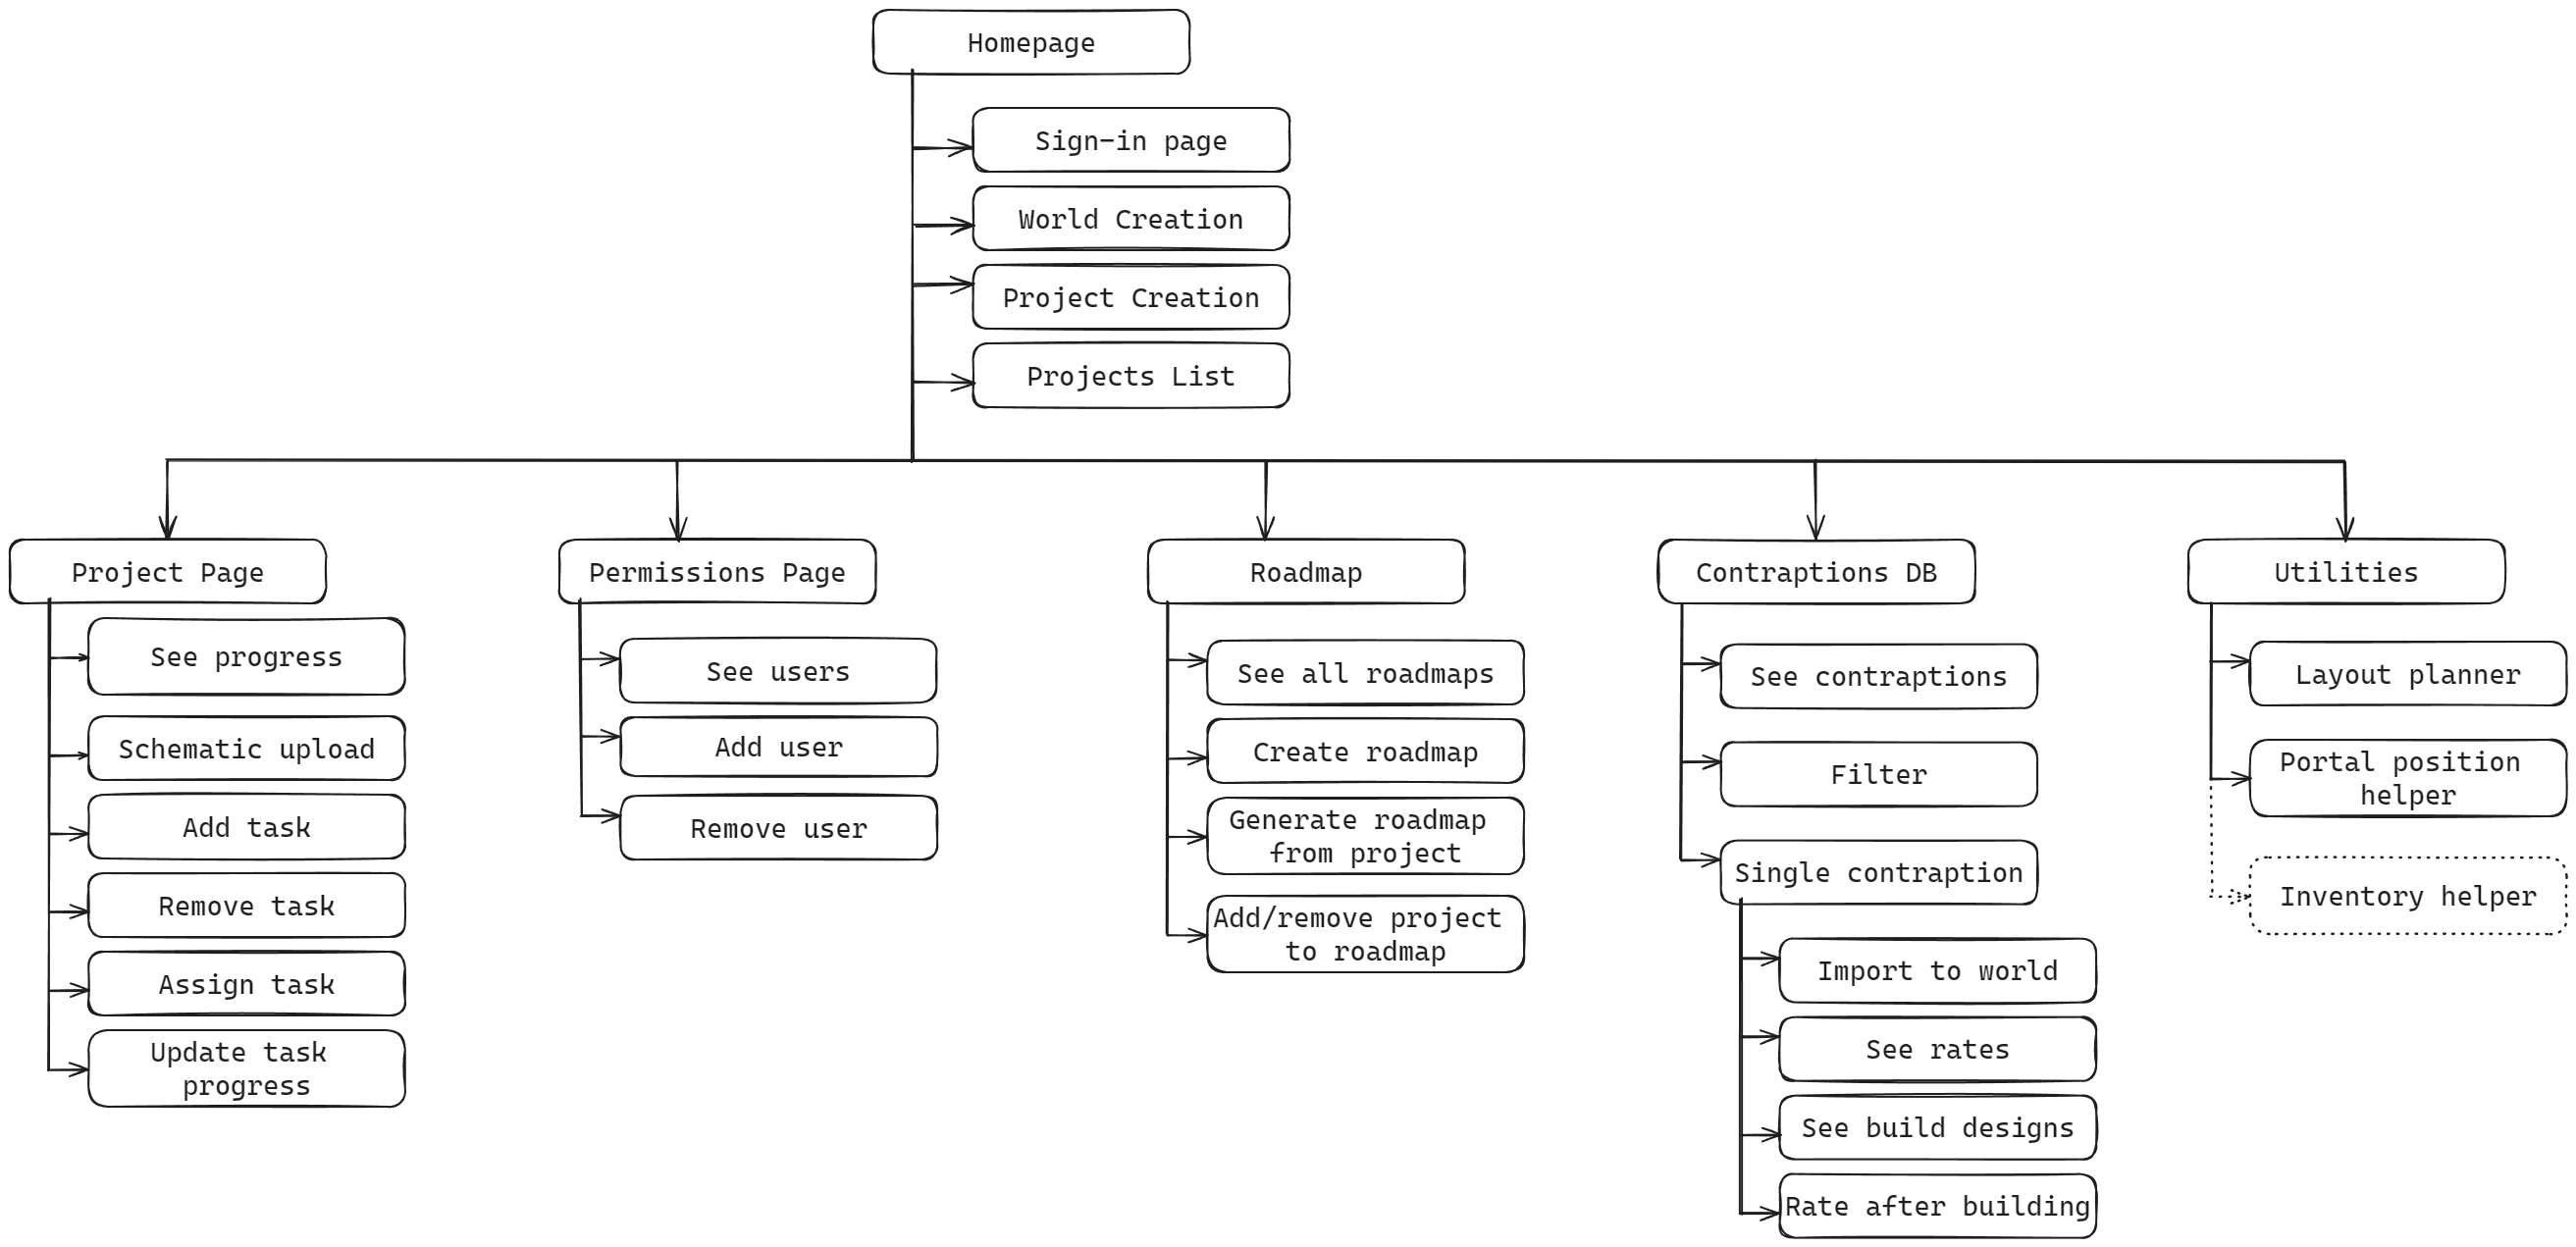 Homepage
Sign-in page
World Creation
Project Creation
Projects List
Project Page
See progress
Schematic upload
Add task
Remove task
Assign task
Update task
progress
Permissions Page
See users
Add user
Remove user
Roadmap
See all roadmaps
Create roadmap
Generate roadmap
from project
Add/remove project
to roadmap
Contraptions DB
See contraptions
Filter
Single contraption
Import to world
See rates
See build designs
Rate after building
Utilities
Layout planner
Portal position
helper
Inventory helper